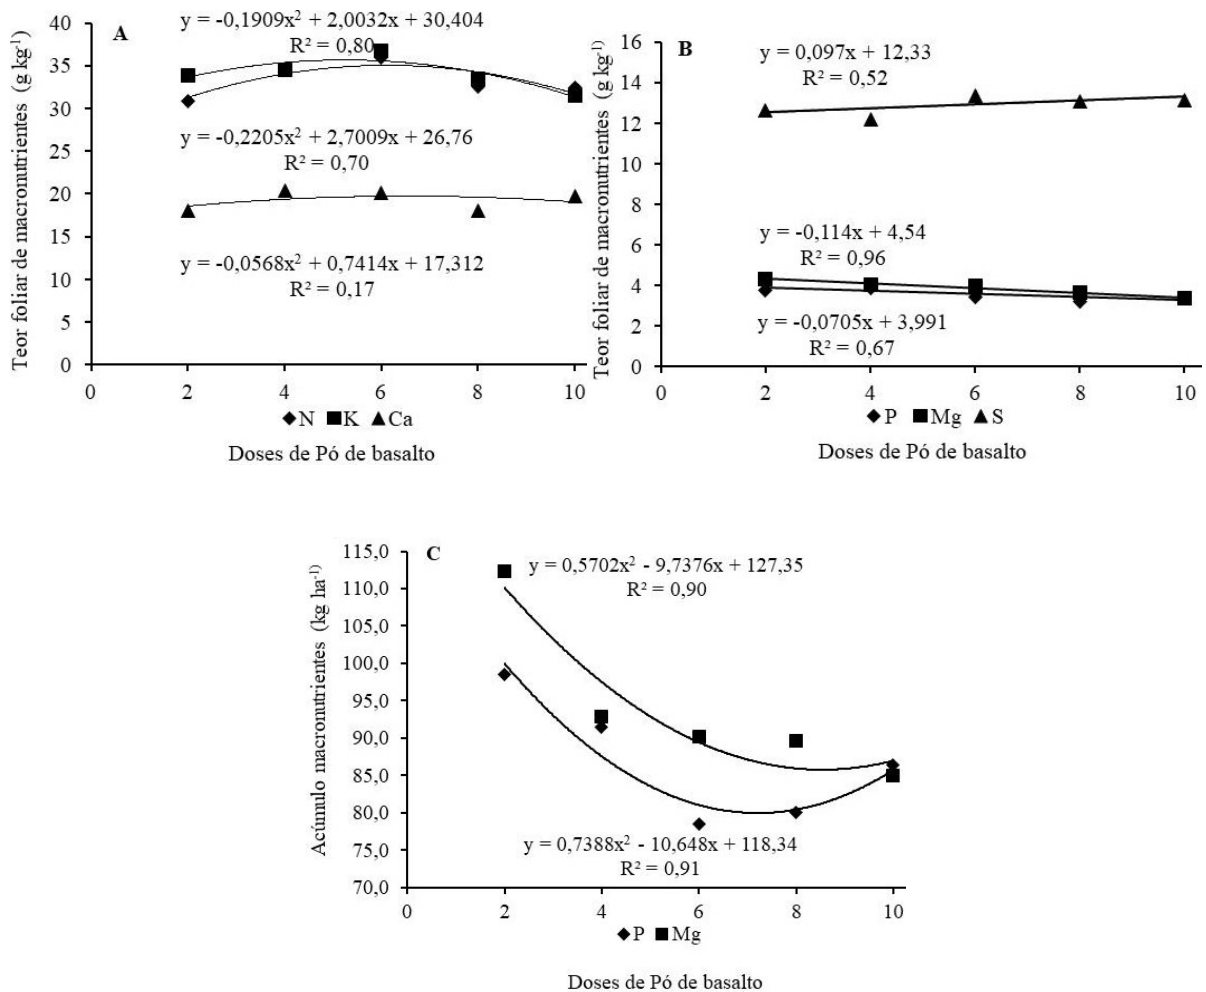 A
y = -0,1909x² + 2,0032x + 30,404
R² = 0,80
y = -0,2205x² + 2,7009x + 26,76
R² = 0,70
y = -0,0568x² + 0,7414x + 17,312
R² = 0,17
Teor foliar de macronutrientes (g kg⁻¹)
40
35
30
25
20
15
10
5
0
0 2 4 6 8 10
N K Ca
Doses de Pó de basalto
B
y = 0,097x + 12,33
R² = 0,52
y = -0,114x + 4,54
R² = 0,96
y = -0,0705x + 3,991
R² = 0,67
Teor foliar de macronutrientes (g kg⁻¹)
16
14
12
10
8
6
4
2
0
0 2 4 6 8 10
P Mg S
Doses de Pó de basalto
C
y = 0,5702x² - 9,7376x + 127,35
R² = 0,90
y = 0,7388x² - 10,648x + 118,34
R² = 0,91
Acúmulo macronutrientes (kg ha⁻¹)
115,0
110,0
105,0
100,0
95,0
90,0
85,0
80,0
75,0
70,0
0 2 4 6 8 10
P Mg
Doses de Pó de basalto